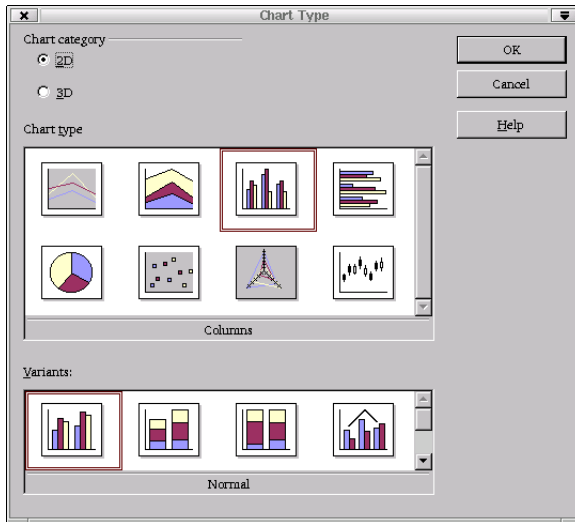 Chart Type
Chart category
2D
3D
OK
Cancel
Help
Chart type
Columns
Variants:
Normal